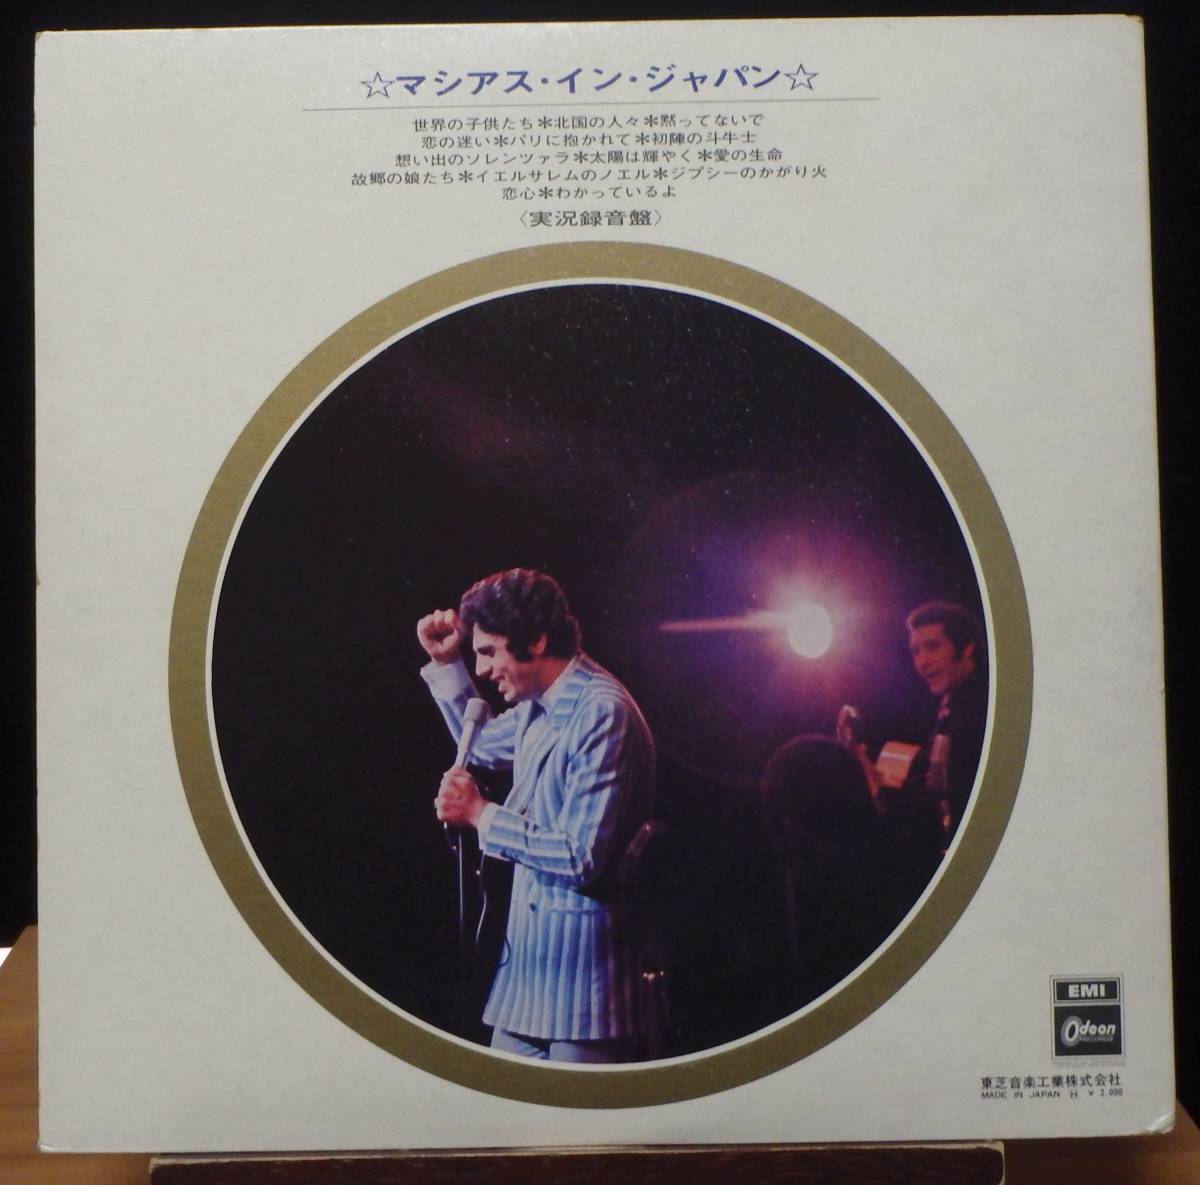 ☆マシアス・イン・ジャパン☆
世界の子供たち＊北国の人々＊黙ってないで
恋の迷い＊パリに抱かれて＊初陣の斗牛士
想い出のソレンツァラ＊太陽は輝やく＊愛の生命
故郷の娘たち＊イエルサレムのノエル＊ジプシーのかがり火
恋心＊わかっているよ
〈実況録音盤〉
EMI
Odeon
東芝音楽工業株式会社
MADE IN JAPAN Ⓗ ¥ 2,000